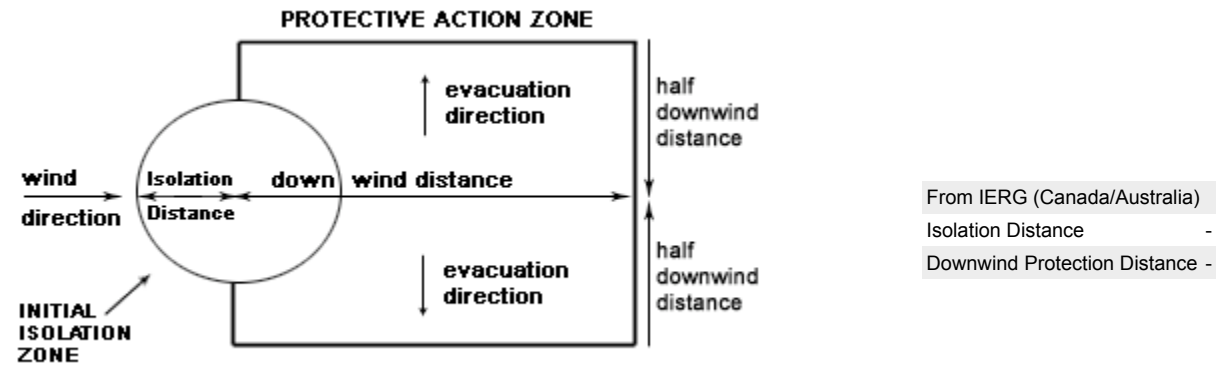 PROTECTIVE ACTION ZONE
evacuation
direction
half
downwind
distance
wind
direction
Isolation
Distance
down wind distance
evacuation
direction
half
downwind
distance
INITIAL
ISOLATION
ZONE
From IERG (Canada/Australia)
Isolation Distance -
Downwind Protection Distance -